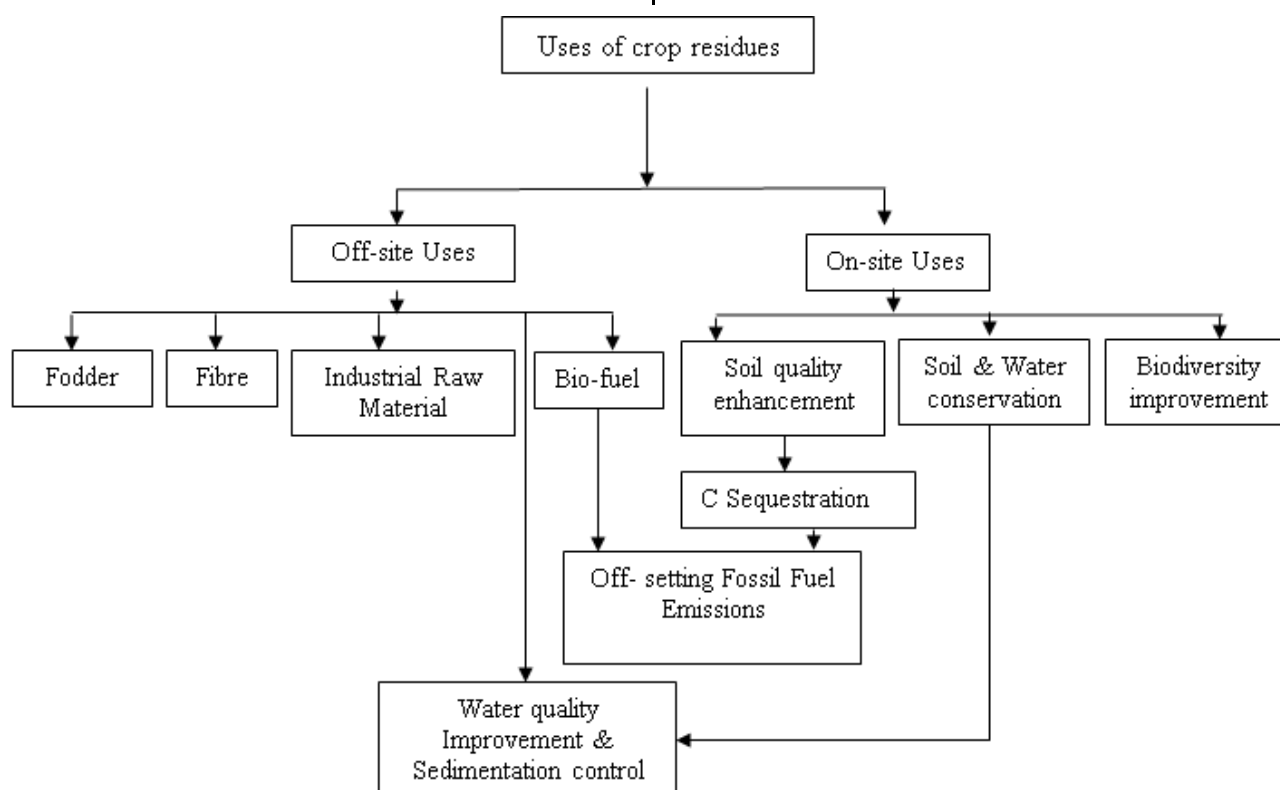 Uses of crop residues
Off-site Uses
On-site Uses
Fodder
Fibre
Industrial Raw
Material
Bio-fuel
Soil quality
enhancement
Soil & Water
conservation
Biodiversity
improvement
C Sequestration
Off- setting Fossil Fuel
Emissions
Water quality
Improvement &
Sedimentation control